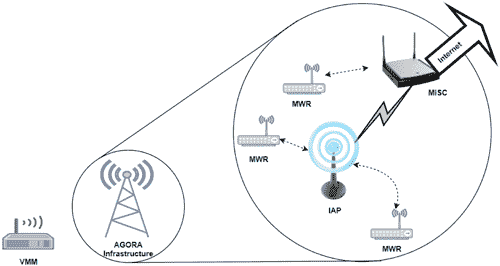 Internet
MWR
MISC
MWR
IAP
AGORA
Infrastructure
MWR
VMM